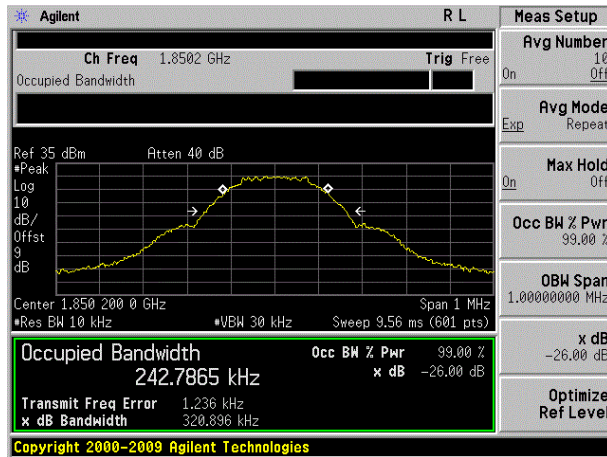 Agilent R L
Meas Setup
Ch Freq 1.8502 GHz Trig Free
Occupied Bandwidth
Avg Number
10
On Off
Avg Mode
Exp Repeat
Max Hold
On Off
Occ BW % Pwr
99.00 %
OBW Span
1.00000000 MHz
x dB
-26.00 dB
Optimize
Ref Level
Ref 35 dBm Atten 40 dB
#Peak
Log
10
dB/
Offst
9
dB
Center 1.850 200 0 GHz Span 1 MHz
#Res BW 10 kHz #VBW 30 kHz Sweep 9.56 ms (601 pts)
Occupied Bandwidth Occ BW % Pwr 99.00 %
242.7865 kHz x dB -26.00 dB
Transmit Freq Error 1.236 kHz
x dB Bandwidth 320.896 kHz
Copyright 2000-2009 Agilent Technologies